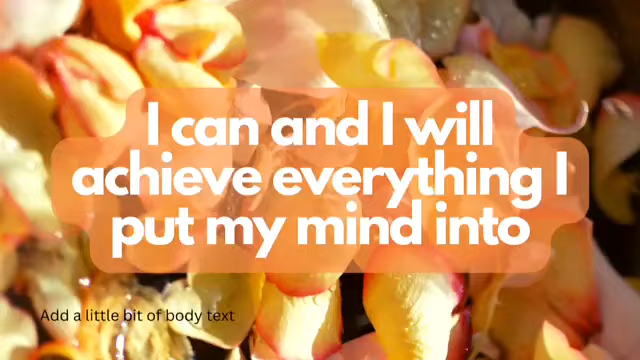 I can and I will
achieve everything I
put my mind into
Add a little bit of body text